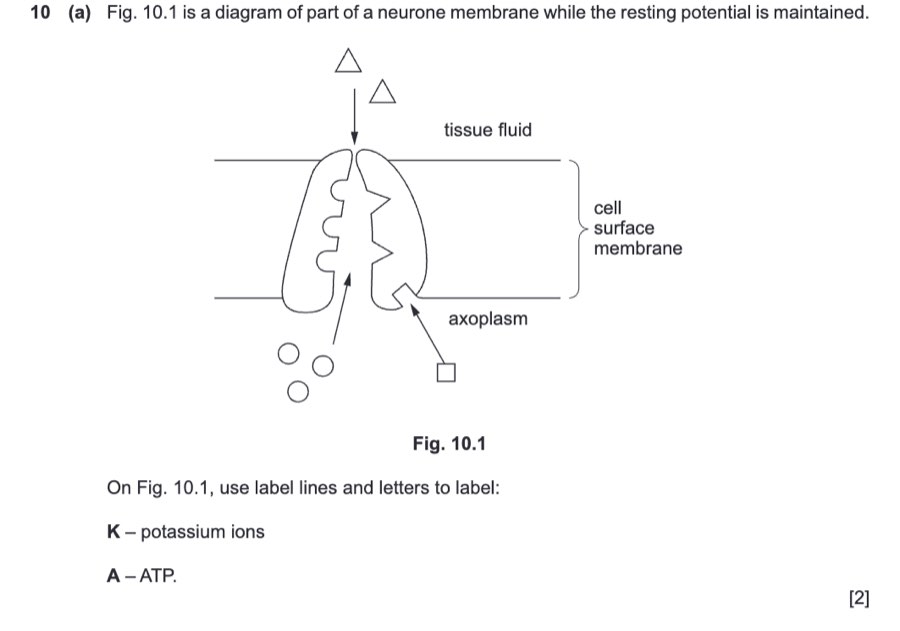 10 (a) Fig. 10.1 is a diagram of part of a neurone membrane while the resting potential is maintained.
tissue fluid
cell
surface
membrane
axoplasm
Fig. 10.1
On Fig. 10.1, use label lines and letters to label:
K – potassium ions
A – ATP.
[2]